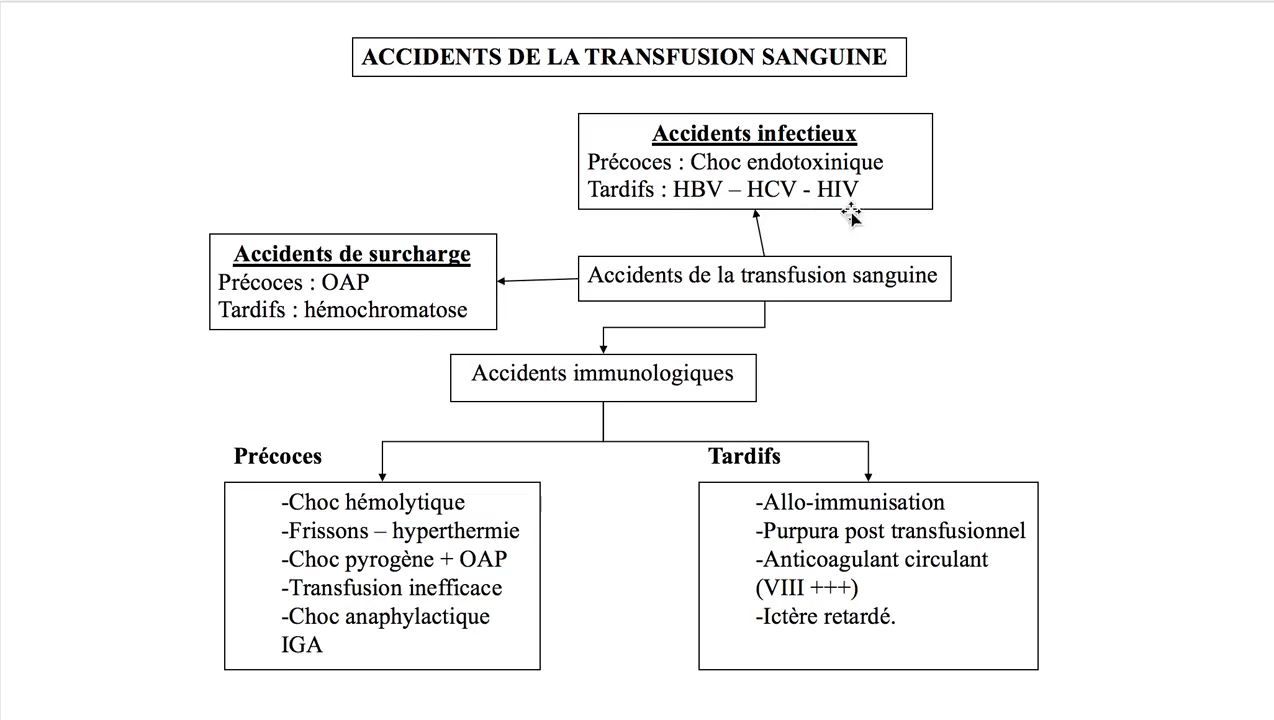 ACCIDENTS DE LA TRANSFUSION SANGUINE
Accidents infectieux
Précoces : Choc endotoxinique
Tardifs : HBV – HCV - HIV
Accidents de surcharge
Précoces : OAP
Tardifs : hémochromatose
Accidents de la transfusion sanguine
Accidents immunologiques
Précoces
-Choc hémolytique
-Frissons – hyperthermie
-Choc pyrogène + OAP
-Transfusion inefficace
-Choc anaphylactique
IGA
Tardifs
-Allo-immunisation
-Purpura post transfusionnel
-Anticoagulant circulant
(VIII +++)
-Ictère retardé.